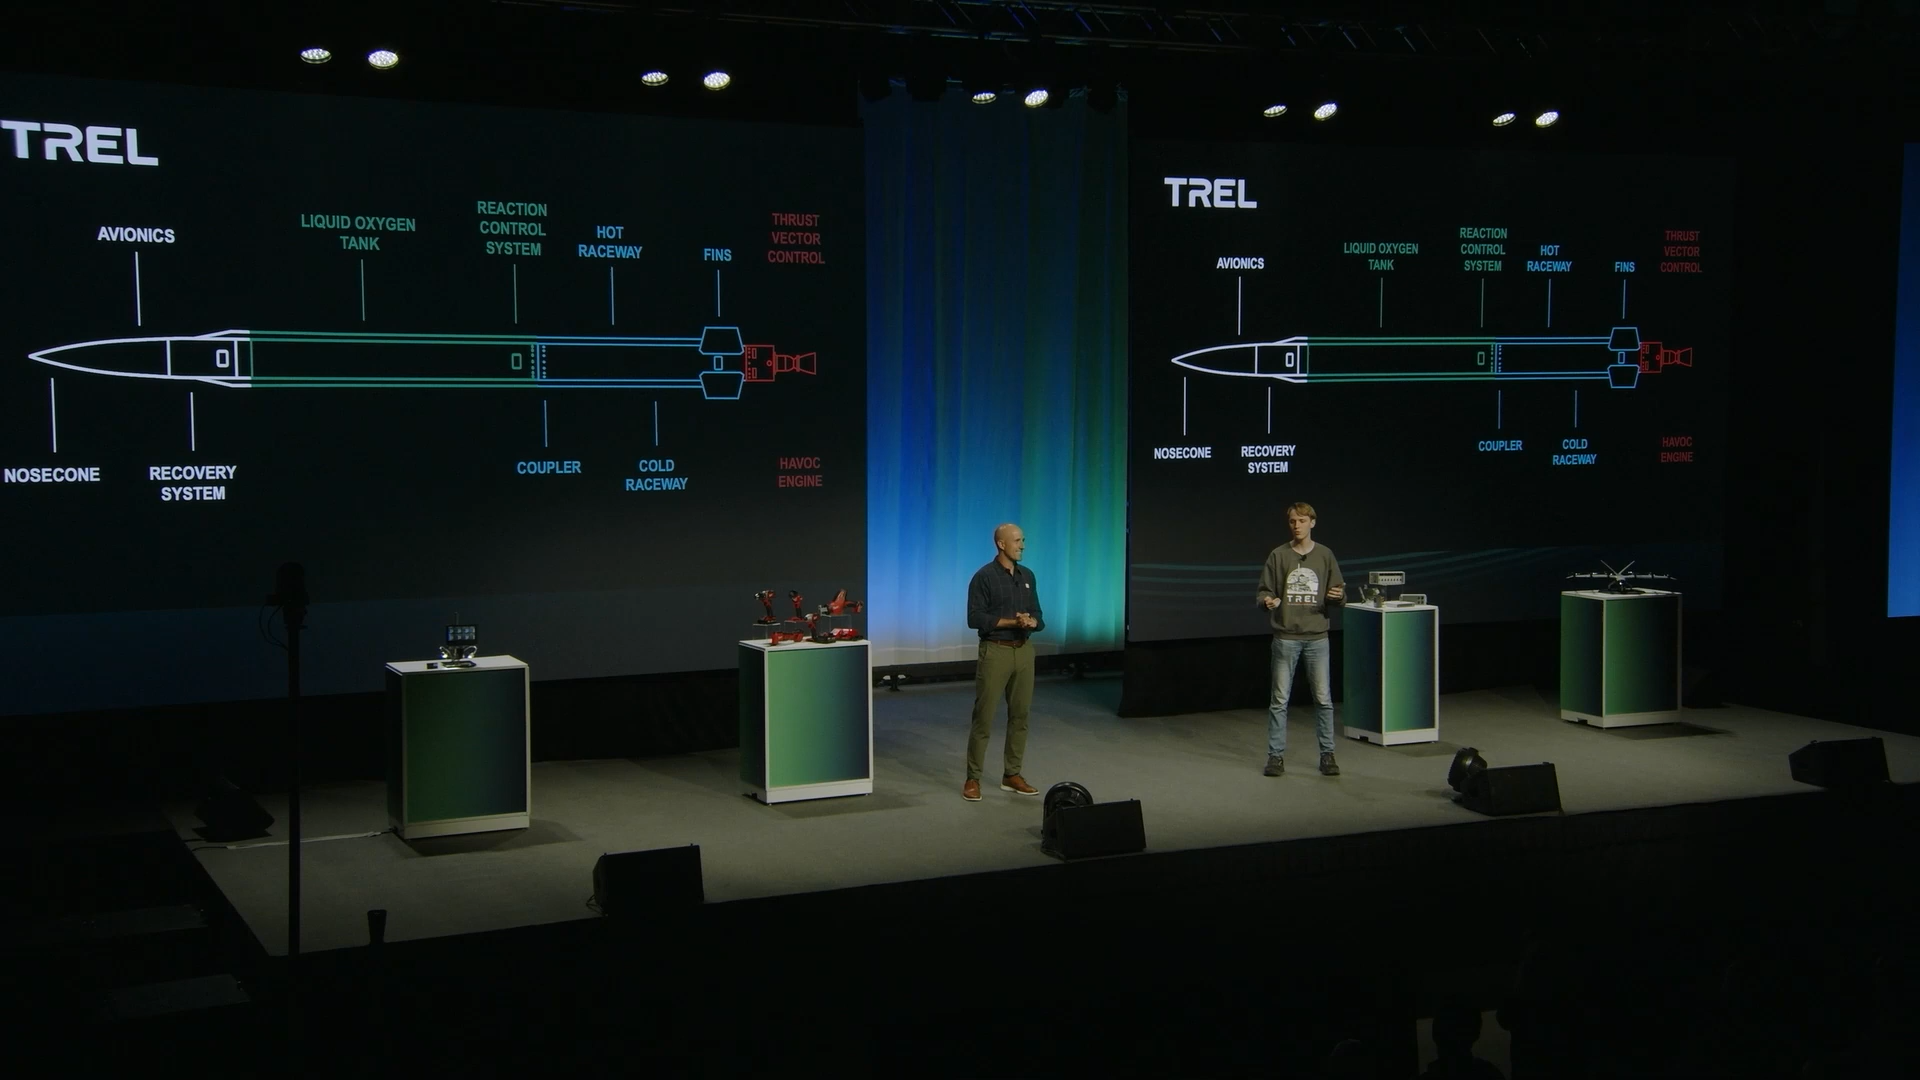 TREL
AVIONICS
LIQUID OXYGEN
TANK
REACTION
CONTROL
SYSTEM
HOT
RACEWAY
FINS
THRUST
VECTOR
CONTROL
NOSECONE
RECOVERY
SYSTEM
COUPLER
COLD
RACEWAY
HAVOC
ENGINE
TREL
AVIONICS
LIQUID OXYGEN
TANK
REACTION
CONTROL
SYSTEM
HOT
RACEWAY
FINS
THRUST
VECTOR
CONTROL
NOSECONE
RECOVERY
SYSTEM
COUPLER
COLD
RACEWAY
HAVOC
ENGINE
TREL